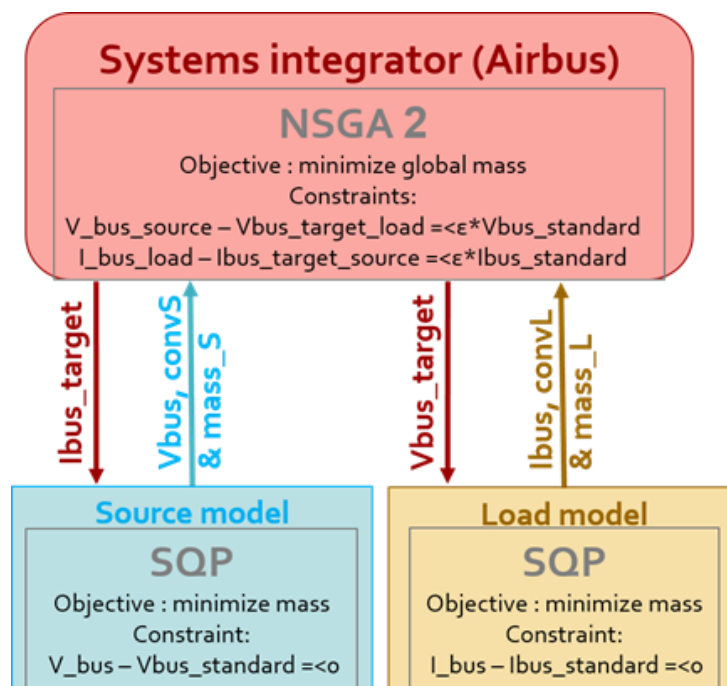 Systems integrator (Airbus)
NSGA 2
Objective : minimize global mass
Constraints:
V_bus_source – Vbus_target_load =<ε*Vbus_standard
I_bus_load – Ibus_target_source =<ε*Ibus_standard
Ibus_target
Vbus, convS
& mass_S
Vbus_target
Ibus, convL
& mass_L
Source model
SQP
Objective : minimize mass
Constraint:
V_bus – Vbus_standard =<0
Load model
SQP
Objective : minimize mass
Constraint:
I_bus – Ibus_standard =<0